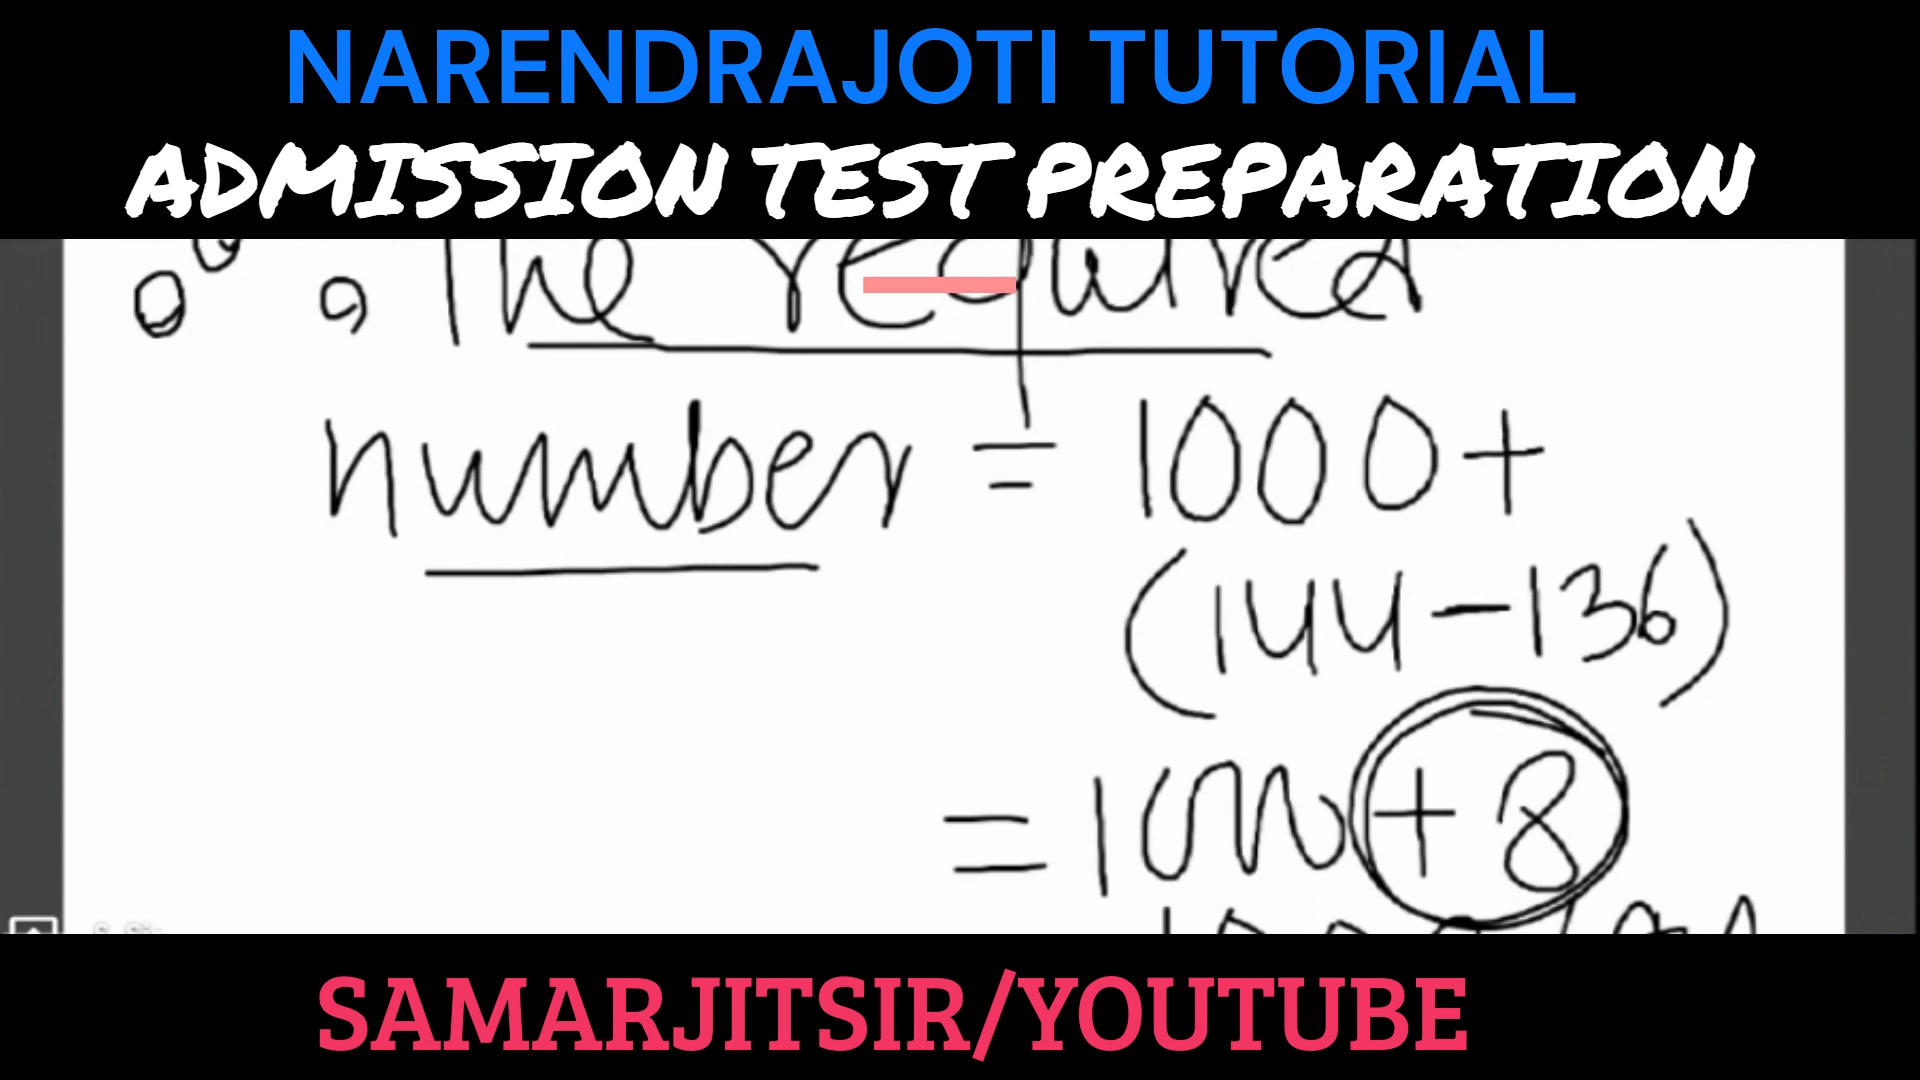 NARENDRAJOTI TUTORIAL
ADMISSION TEST PREPARATION
The required
number = 1000 +
(144 - 136)
= 1000 + 8
SAMARJITSIR/YOUTUBE